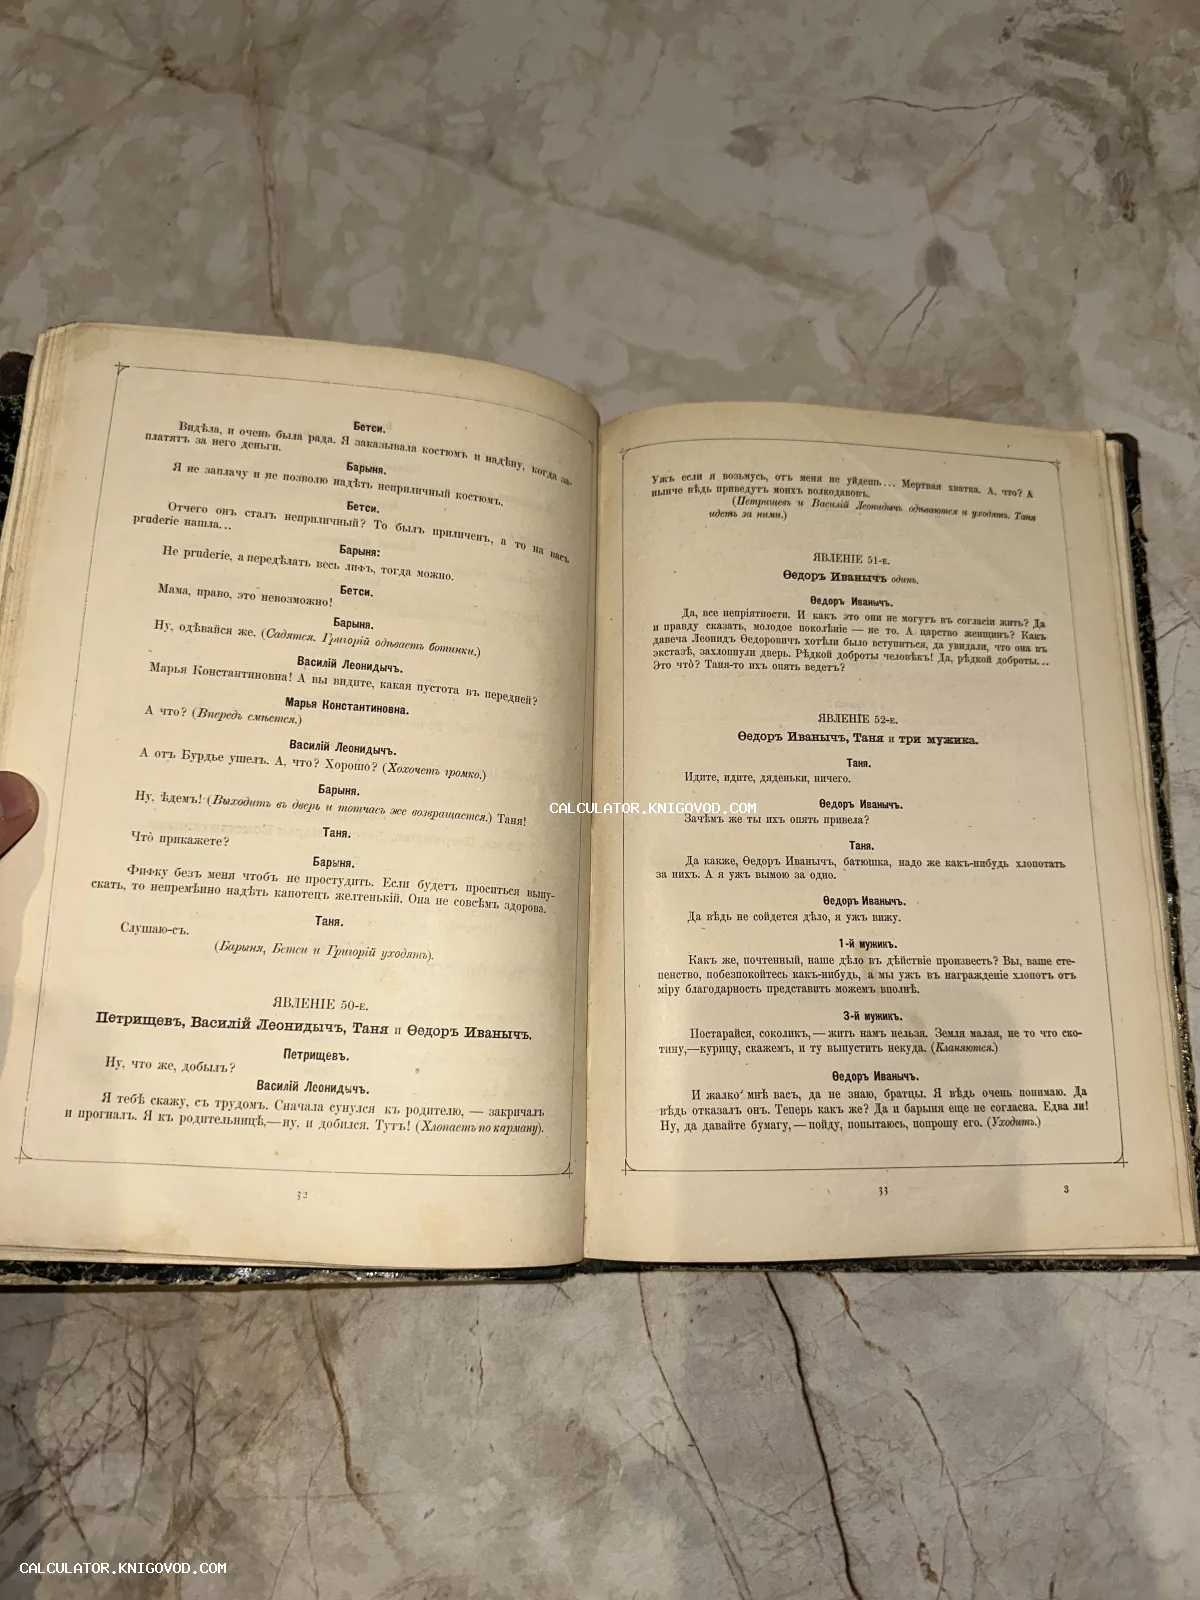 Бетси.
Видѣла, и очень была рада. Я заказывала костюмъ и надѣну, когда за-
платятъ за него деньги.
Барыня.
Я не заплачу и не позволю надѣть неприличный костюмъ.
Бетси.
Отчего онъ сталъ неприличный? То былъ приличенъ, а то на васъ
pruderie нашла...
Барыня:
Не pruderie, а передѣлать весь лифъ, тогда можно.
Бетси.
Мама, право, это невозможно!
Барыня.
Ну, одѣвайся же. (Садятся. Григорій одѣваетъ ботинки.)
Василій Леонидычъ.
Марья Константиновна! А вы видите, какая пустота въ передней?
Марья Константиновна.
А что? (Впередъ смѣется.)
Василій Леонидычъ.
А отъ Бурдье ушелъ. А, что? Хорошо? (Хохочетъ громко.)
Барыня.
Ну, ѣдемъ! (Выходитъ въ дверь и тотчасъ же возвращается.) Таня!
Таня.
Что̀ прикажете?
Барыня.
Фифку безъ меня чтобъ не простудить. Если будетъ проситься выпу-
скать, то непремѣнно надѣть капотецъ желтенькій. Она не совсѣмъ здорова.
Таня.
Слушаю-съ.
(Барыня, Бетси и Григорій уходятъ).
ЯВЛЕНІЕ 50-е.
Петрищевъ, Василій Леонидычъ, Таня и Ѳедоръ Иванычъ.
Петрищевъ.
Ну, что же, добылъ?
Василій Леонидычъ.
Я тебѣ скажу, съ трудомъ. Сначала сунулся къ родителю, — закричалъ
и прогналъ. Я къ родительницѣ,—ну, и добился. Тутъ! (Хлопаетъ по карману).
32
Ужъ если я возьмусь, отъ меня не уйдешь... Мертвая хватка. А, что? А
нынче вѣдь приведутъ моихъ волкодавовъ.
(Петрищевъ и Василій Леонидычъ одѣваются и уходятъ. Таня
идетъ за ними.)
ЯВЛЕНІЕ 51-е.
Ѳедоръ Иванычъ одинъ.
Ѳедоръ Иванычъ.
Да, все непріятности. И какъ это они не могутъ въ согласіи жить? Да
и правду сказать, молодое поколѣніе — не то. А царство женщинъ? Какъ
давеча Леонидъ Ѳедоровичъ хотѣли было вступиться, да увидали, что она въ
экстазѣ, захлопнули дверь. Рѣдкой доброты человѣкъ! Да, рѣдкой доброты...
Это что̀? Таня-то ихъ опять ведетъ?
ЯВЛЕНІЕ 52-е.
Ѳедоръ Иванычъ, Таня и три мужика.
Таня.
Идите, идите, дяденьки, ничего.
Ѳедоръ Иванычъ.
Зачѣмъ же ты ихъ опять привела?
Таня.
Да какже, Ѳедоръ Иванычъ, батюшка, надо же какъ-нибудь хлопотать
за нихъ. А я ужъ вымою за одно.
Ѳедоръ Иванычъ.
Да вѣдь не сойдется дѣло, я ужъ вижу.
1-й мужикъ.
Какъ же, почтенный, наше дѣло въ дѣйствіе произвесть? Вы, ваше сте-
пенство, побезпокойтесь какъ-нибудь, а мы ужъ въ награжденіе хлопотъ отъ
міру благодарность представить можемъ вполнѣ.
3-й мужикъ.
Постарайся, соколикъ,—жить намъ нельзя. Земля малая, не то что ско-
тину,—курицу, скажемъ, и ту выпустить некуда. (Кланяются.)
Ѳедоръ Иванычъ.
И жалко мнѣ васъ, да не знаю, братцы. Я вѣдь очень понимаю. Да
вѣдь отказалъ онъ. Теперь какъ же? Да и барыня еще не согласна. Едва ли!
Ну, да давайте бумагу,—пойду, попытаюсь, попрошу его. (Уходитъ.)
33
3
CALCULATOR.KNIGOVOD.COM
CALCULATOR.KNIGOVOD.COM